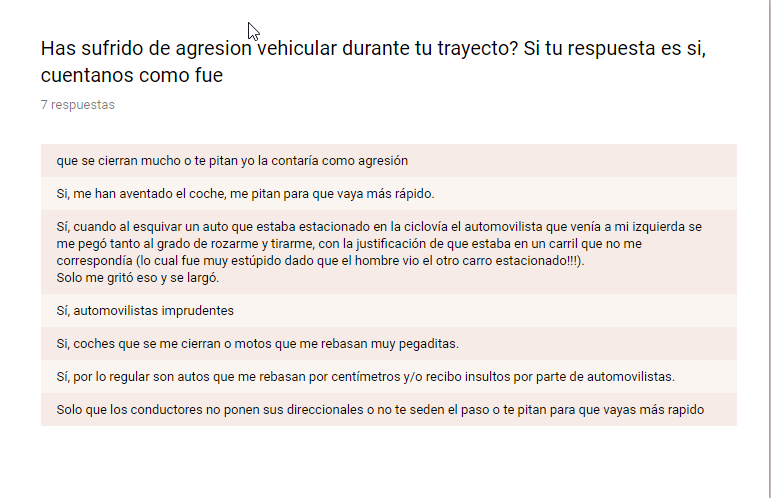 Has sufrido de agresion vehicular durante tu trayecto? Si tu respuesta es si,
cuentanos como fue
7 respuestas
que se cierran mucho o te pitan yo la contaría como agresión
Si, me han aventado el coche, me pitan para que vaya más rápido.
Sí, cuando al esquivar un auto que estaba estacionado en la ciclovía el automovilista que venía a mi izquierda se
me pegó tanto al grado de rozarme y tirarme, con la justificación de que estaba en un carril que no me
correspondía (lo cual fue muy estúpido dado que el hombre vio el otro carro estacionado!!!).
Solo me gritó eso y se largó.
Sí, automovilistas imprudentes
Si, coches que se me cierran o motos que me rebasan muy pegaditas.
Sí, por lo regular son autos que me rebasan por centímetros y/o recibo insultos por parte de automovilistas.
Solo que los conductores no ponen sus direccionales o no te seden el paso o te pitan para que vayas más rapido